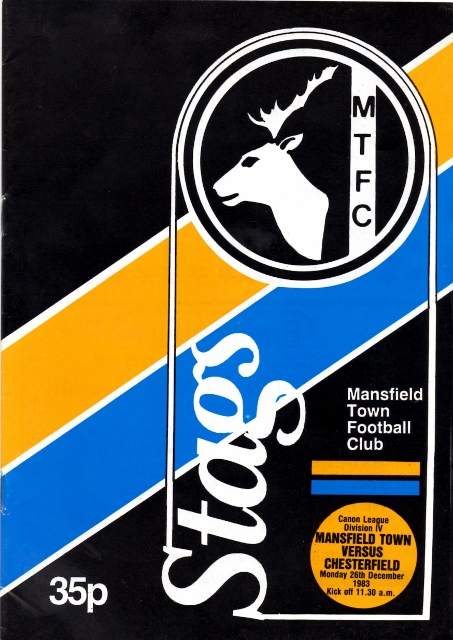 M
T
F
C
Stags
Mansfield
Town
Football
Club
Canon League
Division IV
MANSFIELD TOWN
VERSUS
CHESTERFIELD
Monday 26th December
1983
Kick off 11.30 a.m.
35p